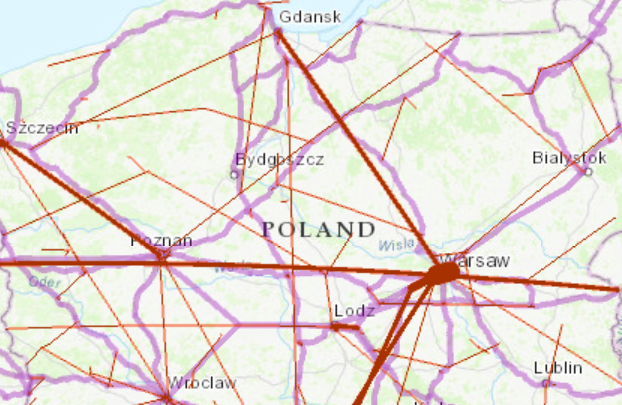 Gdansk
Szczecin
Bydgoszcz
Bialystok
POLAND
Poznan
Wisla
Warsaw
Oder
Lodz
Lublin
Wroclaw